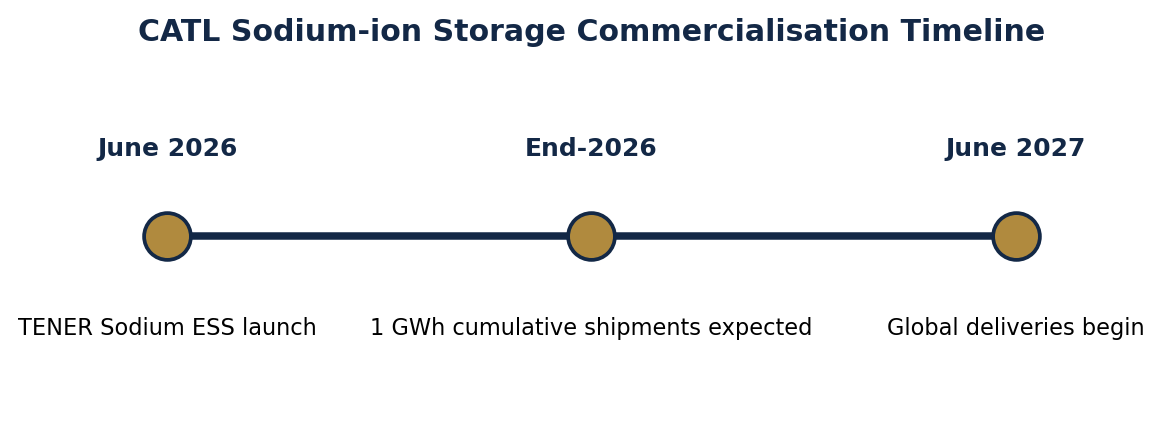 CATL Sodium-ion Storage Commercialisation Timeline
June 2026
End-2026
June 2027
TENER Sodium ESS launch
1 GWh cumulative shipments expected
Global deliveries begin